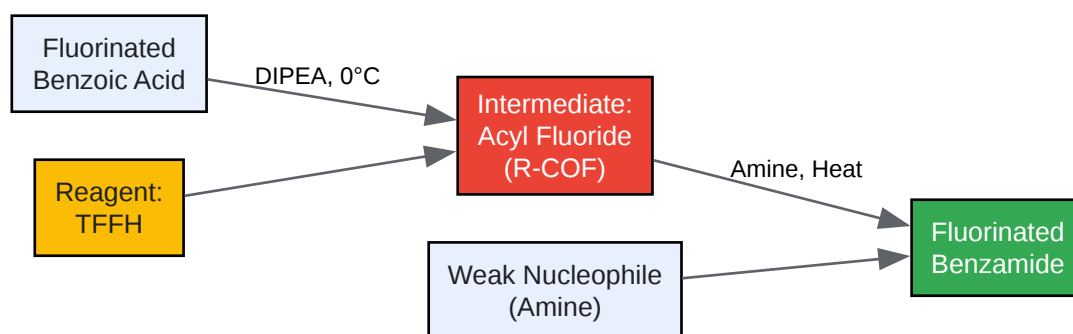 Fluorinated
Benzoic Acid
DIPEA, 0°C
Reagent:
TFFH
Intermediate:
Acyl Fluoride
(R-COF)
Amine, Heat
Weak Nucleophile
(Amine)
Fluorinated
Benzamide